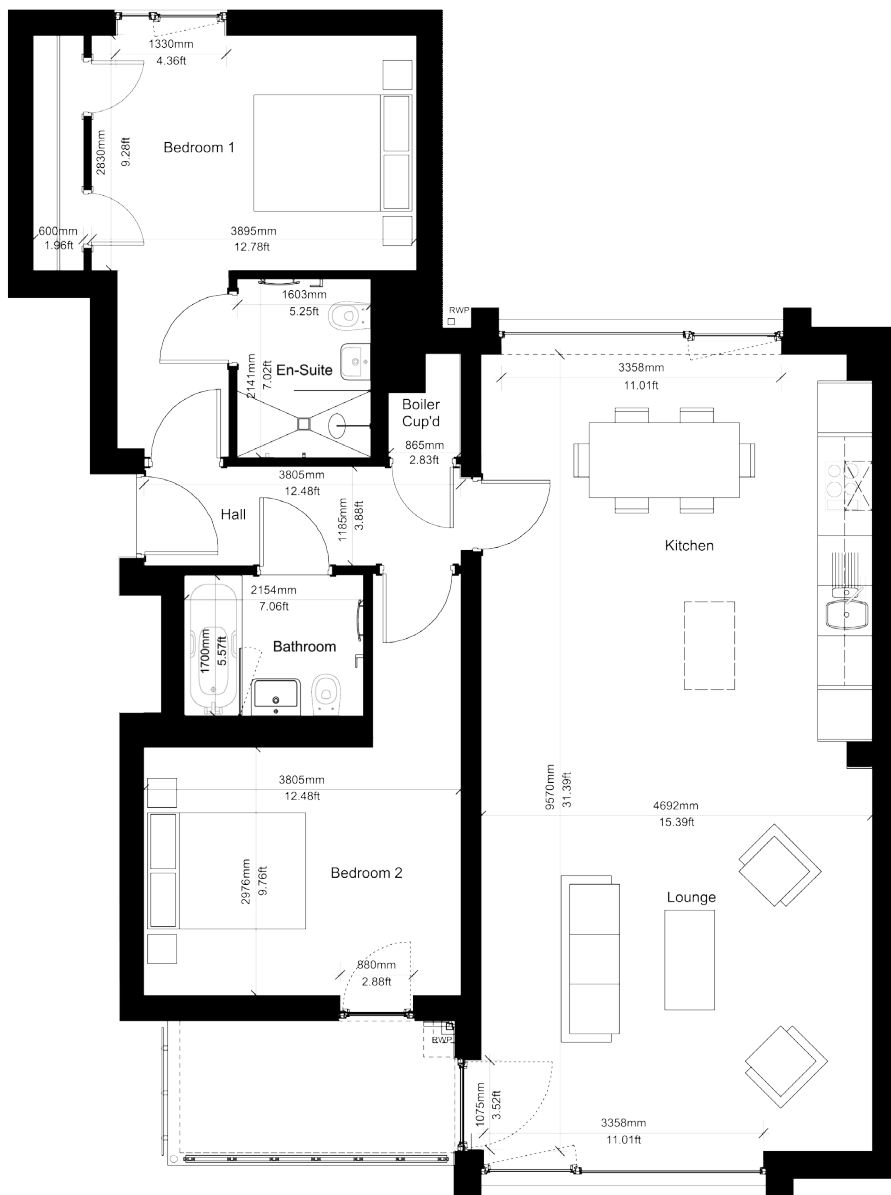 1330mm
4.36ft
Bedroom 1
2830mm
9.28ft
600mm
1.96ft
3895mm
12.78ft
1603mm
5.25ft
RWP
En-Suite
2141mm
7.02ft
3358mm
11.01ft
Boiler
Cup'd
865mm
2.83ft
3805mm
12.48ft
Hall
1185mm
3.88ft
Kitchen
2154mm
7.06ft
Bathroom
1700mm
5.57ft
3805mm
12.48ft
9570mm
31.39ft
4692mm
15.39ft
Bedroom 2
2976mm
9.76ft
Lounge
880mm
2.88ft
RWP
1075mm
3.52ft
3358mm
11.01ft